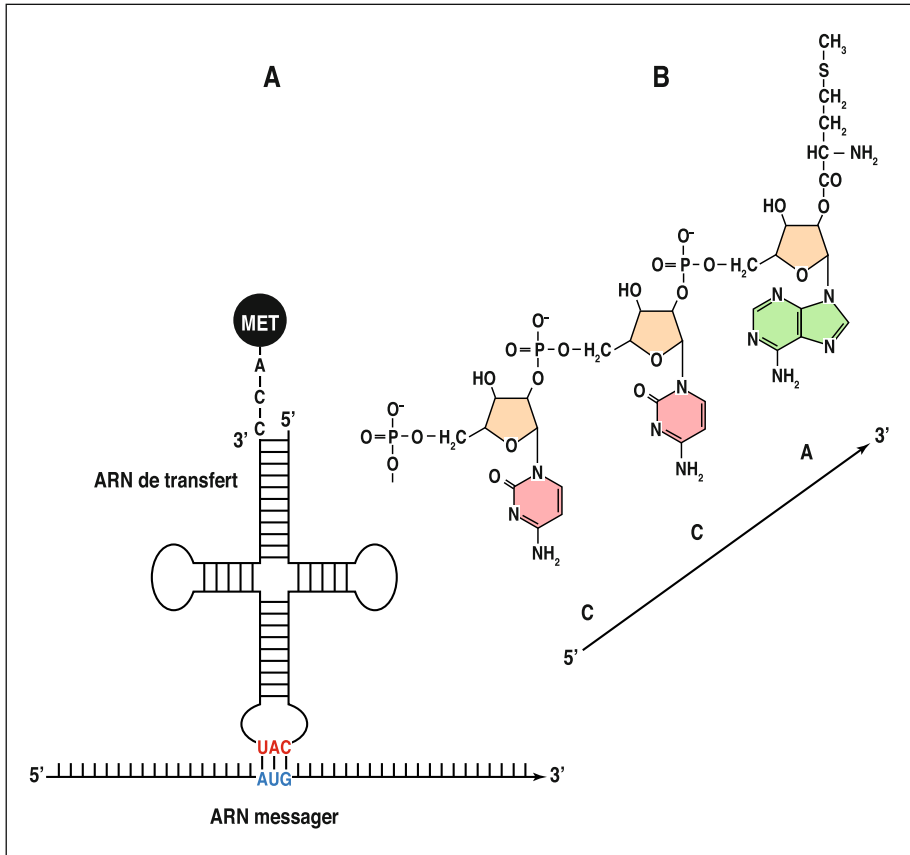 A
MET
A
C
C
3’
5’
ARN de transfert
UAC
5’
AUG
3’
ARN messager
B
CH3
S
CH2
CH2
HC – NH2
CO
O
HO
O
O–
O=P–O–H2C
O
N
N
N
N
NH2
HO
O
O–
O=P–O–H2C
O
N
O
N
NH2
HO
O
O–
O=P–O–H2C
O
N
O
N
NH2
5’
C
C
A
3’